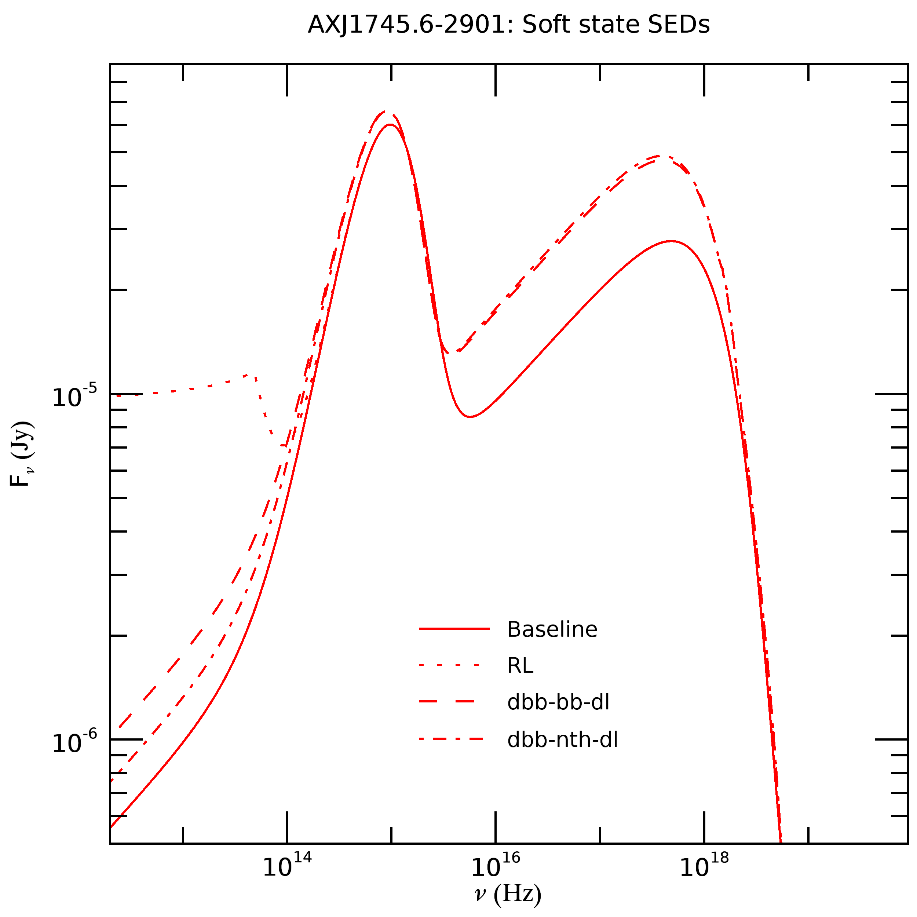 AXJ1745.6-2901: Soft state SEDs
F_ν (Jy)
10^-5
10^-6
Baseline
RL
dbb-bb-dl
dbb-nth-dl
10^14
10^16
10^18
ν (Hz)